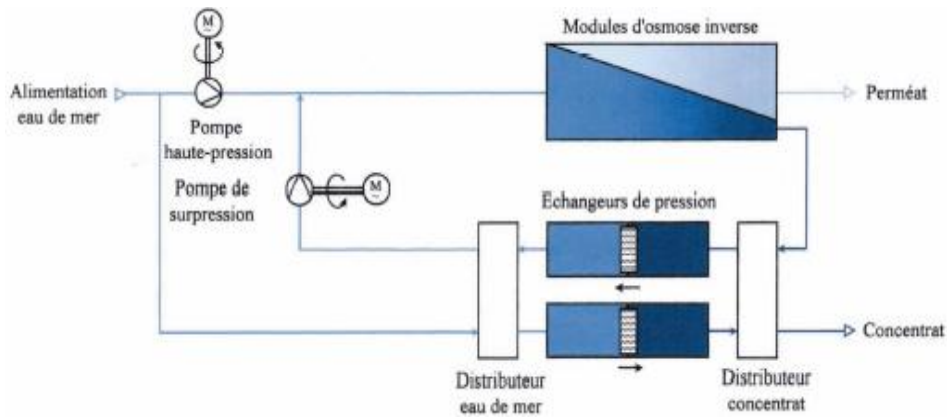 M
~
Modules d'osmose inverse
Alimentation
eau de mer
Perméat
Pompe
haute-pression
Pompe de
surpression
M
~
Echangeurs de pression
Concentrat
Distributeur
eau de mer
Distributeur
concentrat